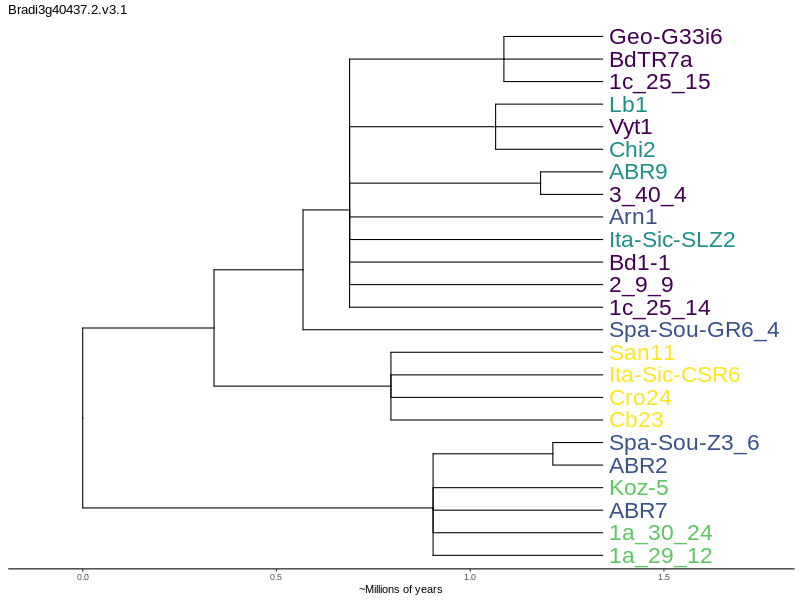 Bradi3g40437.2.v3.1
Geo-G33i6
BdTR7a
1c_25_15
Lb1
Vyt1
Chi2
ABR9
3_40_4
Arn1
Ita-Sic-SLZ2
Bd1-1
2_9_9
1c_25_14
Spa-Sou-GR6_4
San11
Ita-Sic-CSR6
Cro24
Cb23
Spa-Sou-Z3_6
ABR2
Koz-5
ABR7
1a_30_24
1a_29_12
0.0 0.5 1.0 1.5
~Millions of years